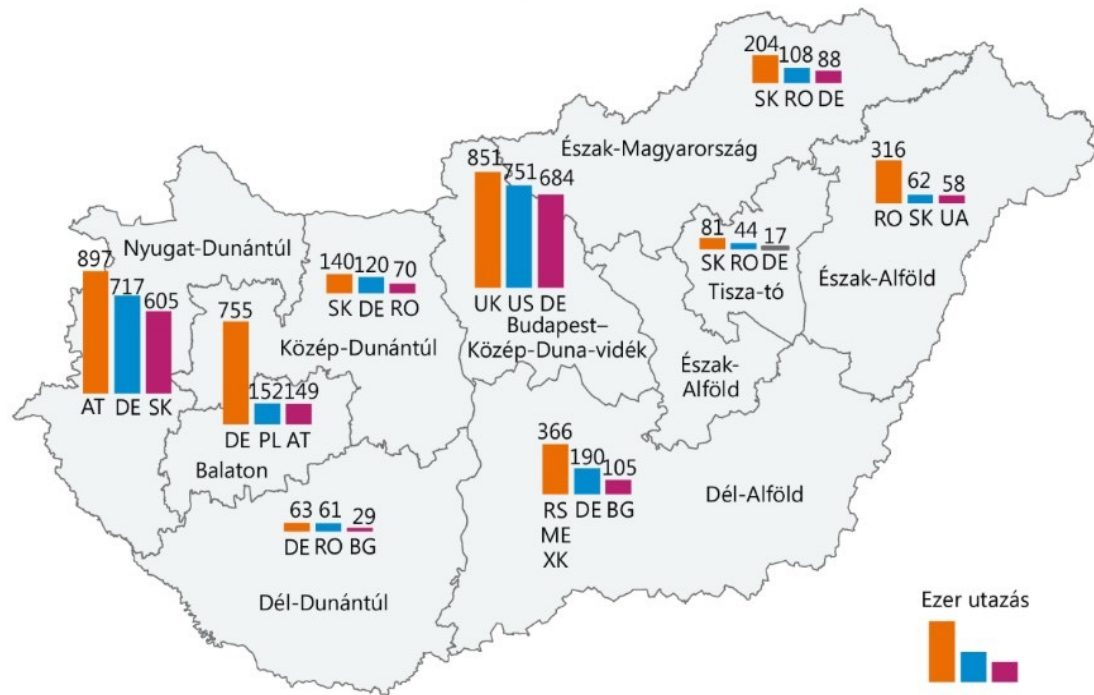 204 108 88
SK RO DE
Észak-Magyarország
316
62 58
RO SK UA
Észak-Alföld
851
751
684
UK US DE
Budapest–
Közép-Duna-vidék
81 44 17
SK RO DE
Tisza-tó
Észak-
Alföld
Nyugat-Dunántúl
897
717
605
AT DE SK
140 120 70
SK DE RO
Közép-Dunántúl
755
152 149
DE PL AT
Balaton
366
190 105
RS DE BG
ME
XK
Dél-Alföld
63 61 29
DE RO BG
Dél-Dunántúl
Ezer utazás